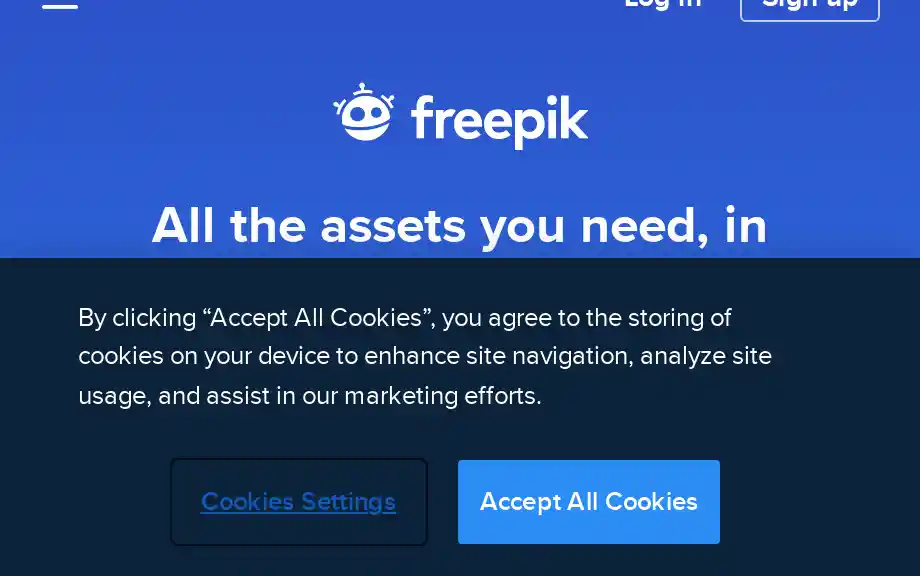 Log in Sign up
freepik
All the assets you need, in
By clicking “Accept All Cookies”, you agree to the storing of
cookies on your device to enhance site navigation, analyze site
usage, and assist in our marketing efforts.
Cookies Settings Accept All Cookies